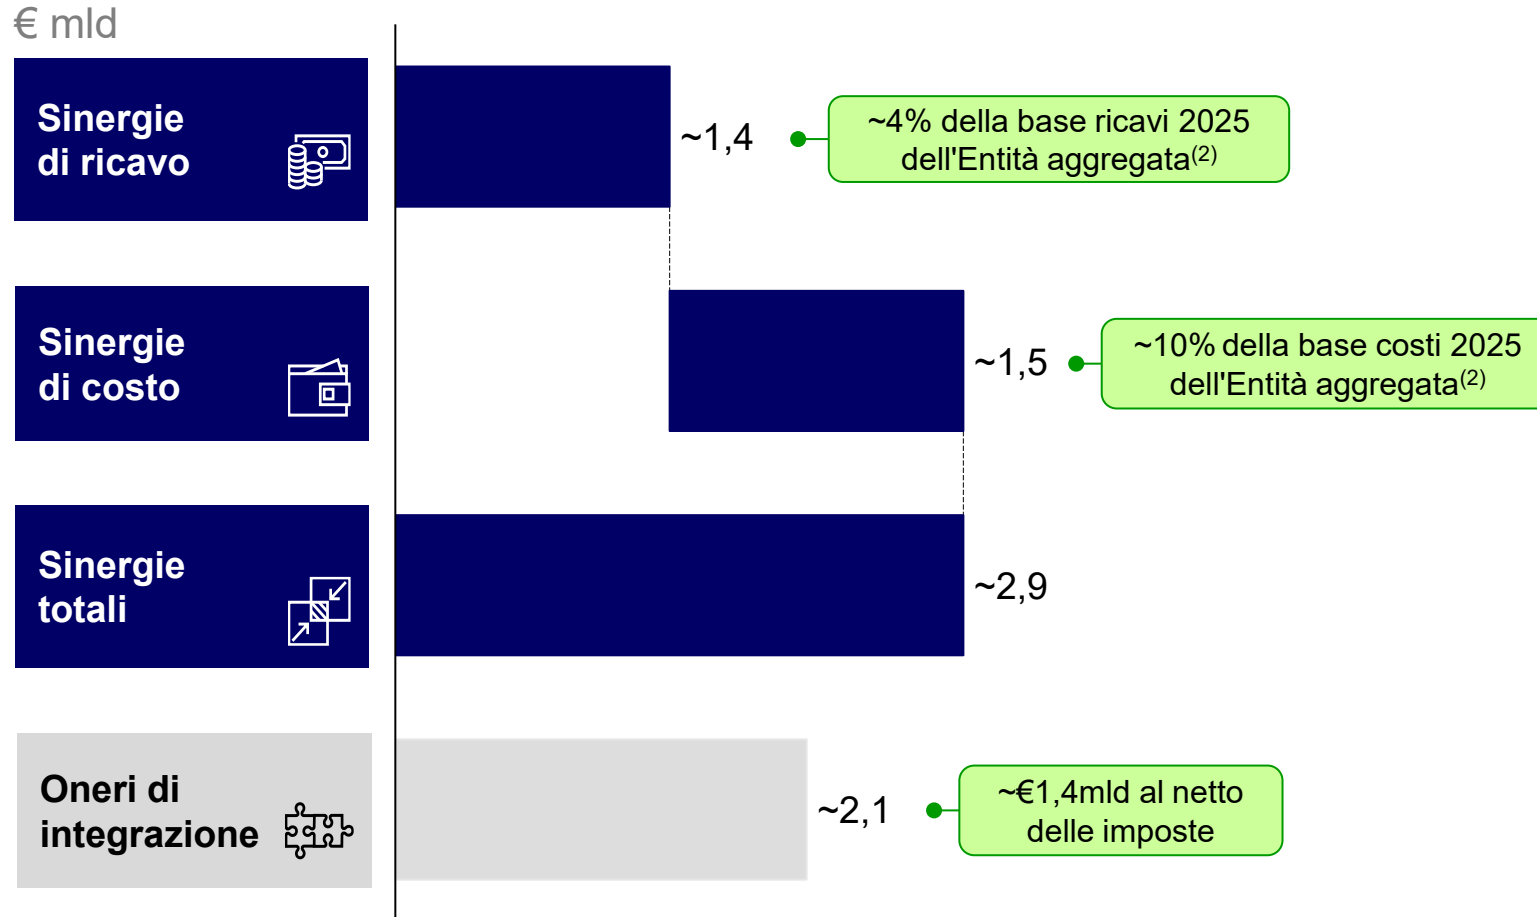 € mld
Sinergie
di ricavo
~1,4
~4% della base ricavi 2025
dell'Entità aggregata(2)
Sinergie
di costo
~1,5
~10% della base costi 2025
dell'Entità aggregata(2)
Sinergie
totali
~2,9
Oneri di
integrazione
~2,1
~€1,4mld al netto
delle imposte